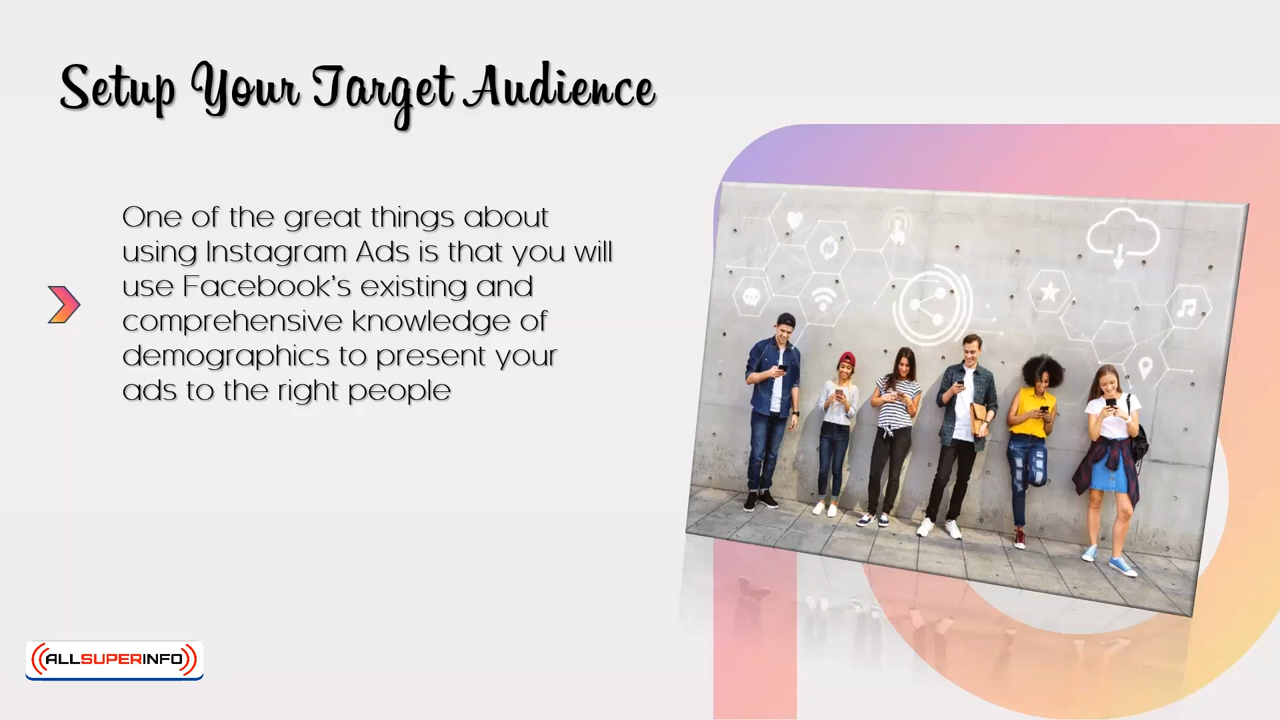 Setup Your Target Audience
One of the great things about
using Instagram Ads is that you will
use Facebook's existing and
comprehensive knowledge of
demographics to present your
ads to the right people
ALLSUPERINFO